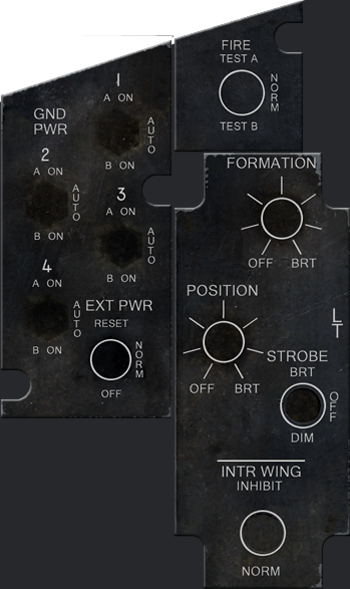 FIRE
TEST A
NORM
TEST B
GND
PWR
1
A ON
AUTO
B ON
2
A ON
AUTO
B ON
3
A ON
AUTO
B ON
4
A ON
AUTO
B ON
EXT PWR
RESET
NORM
OFF
FORMATION
OFF BRT
POSITION
OFF BRT
LT
STROBE
BRT
OFF
DIM
INTR WING
INHIBIT
NORM